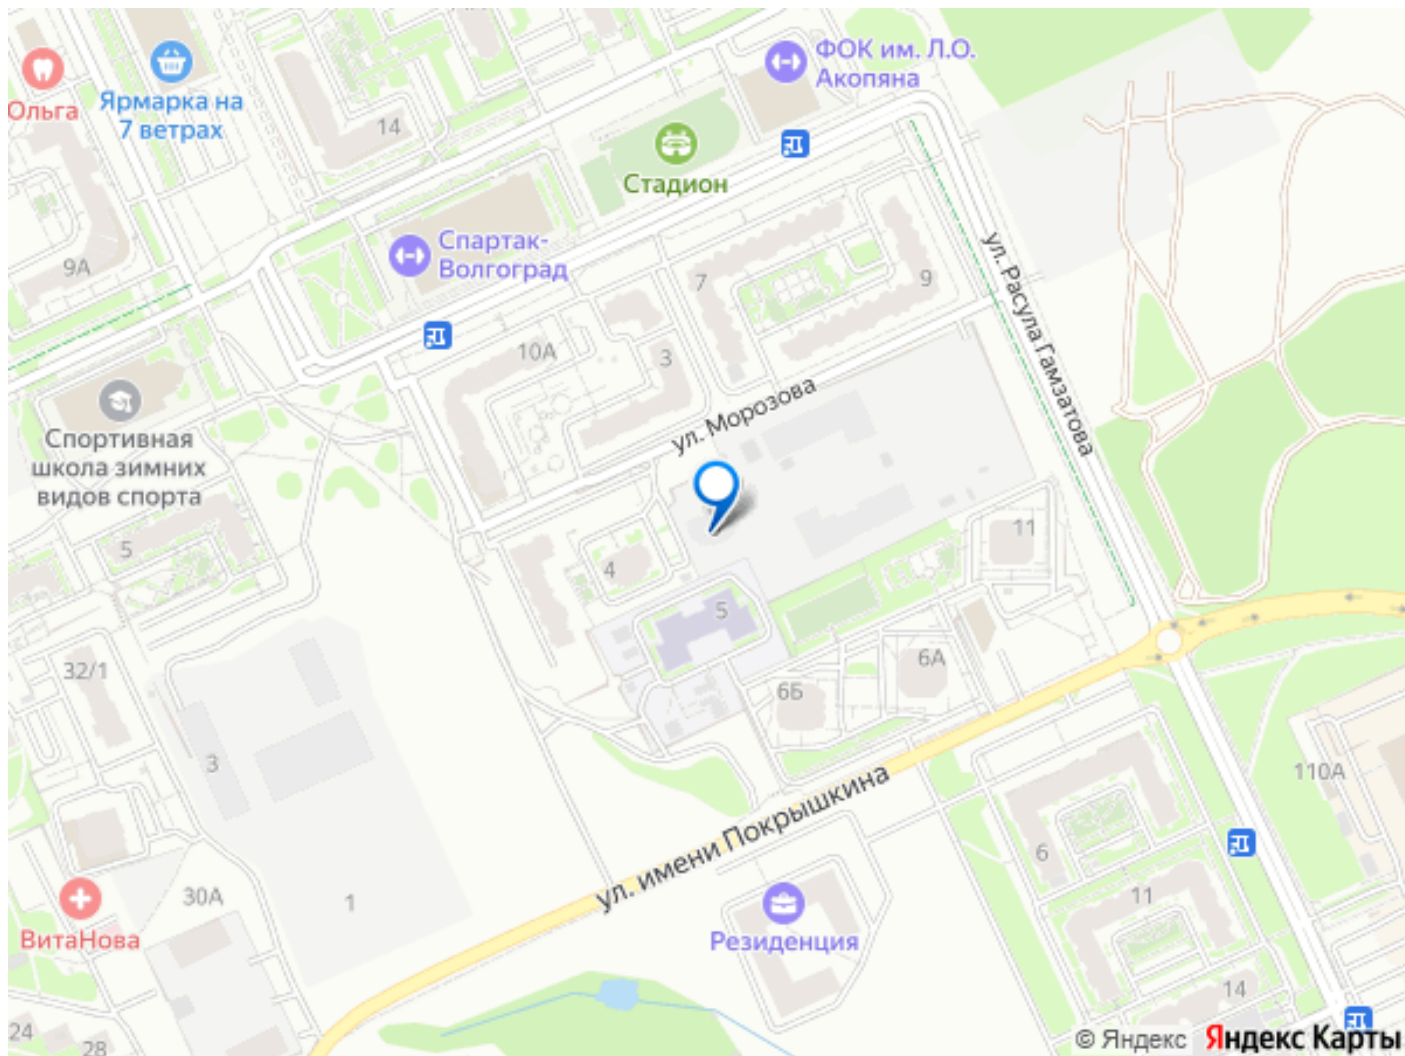 ФОК им. Л.О.
Акопяна
Ольга
Ярмарка на
7 ветрах
14
Стадион
Спартак-
Волгоград
9А
7
9
ул. Расула Гамзатова
10А
3
ул. Морозова
Спортивная
школа зимних
видов спорта
5
11
4
5
32/1
6А
6Б
3
110А
ул. имени Покрышкина
6
30А
1
11
ВитаНова
Резиденция
14
24
28
© Яндекс Яндекс Карты